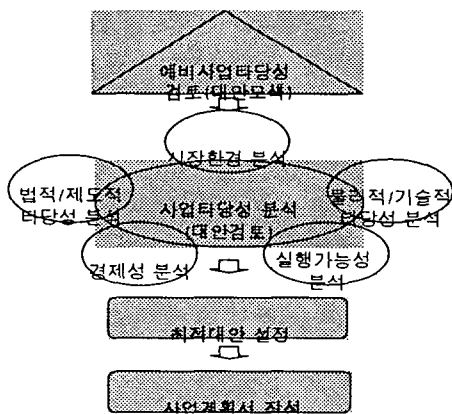 예비사업타당성
검토(대안모색)
시장환경 분석
법적/제도적
타당성 분석
물리적/기술적
타당성 분석
사업타당성 분석
(대안검토)
경제성 분석
실행가능성
분석
최적대안 설정
사업계획서 작성